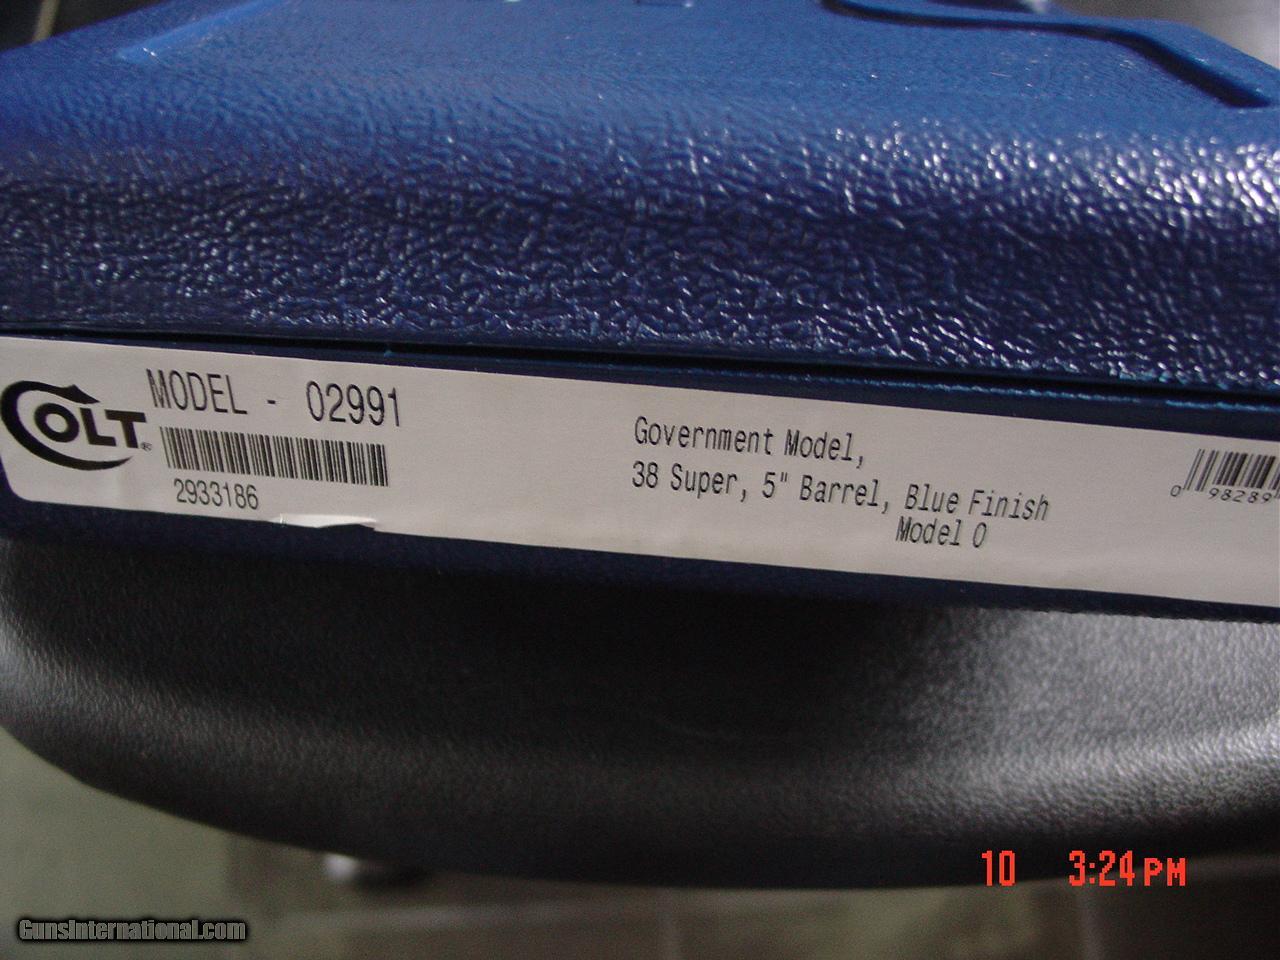 COLT®
MODEL - 02991
2933186
Government Model,
38 Super, 5" Barrel, Blue Finish
Model O
0 98289
10 3:24 PM
GunsInternational.com